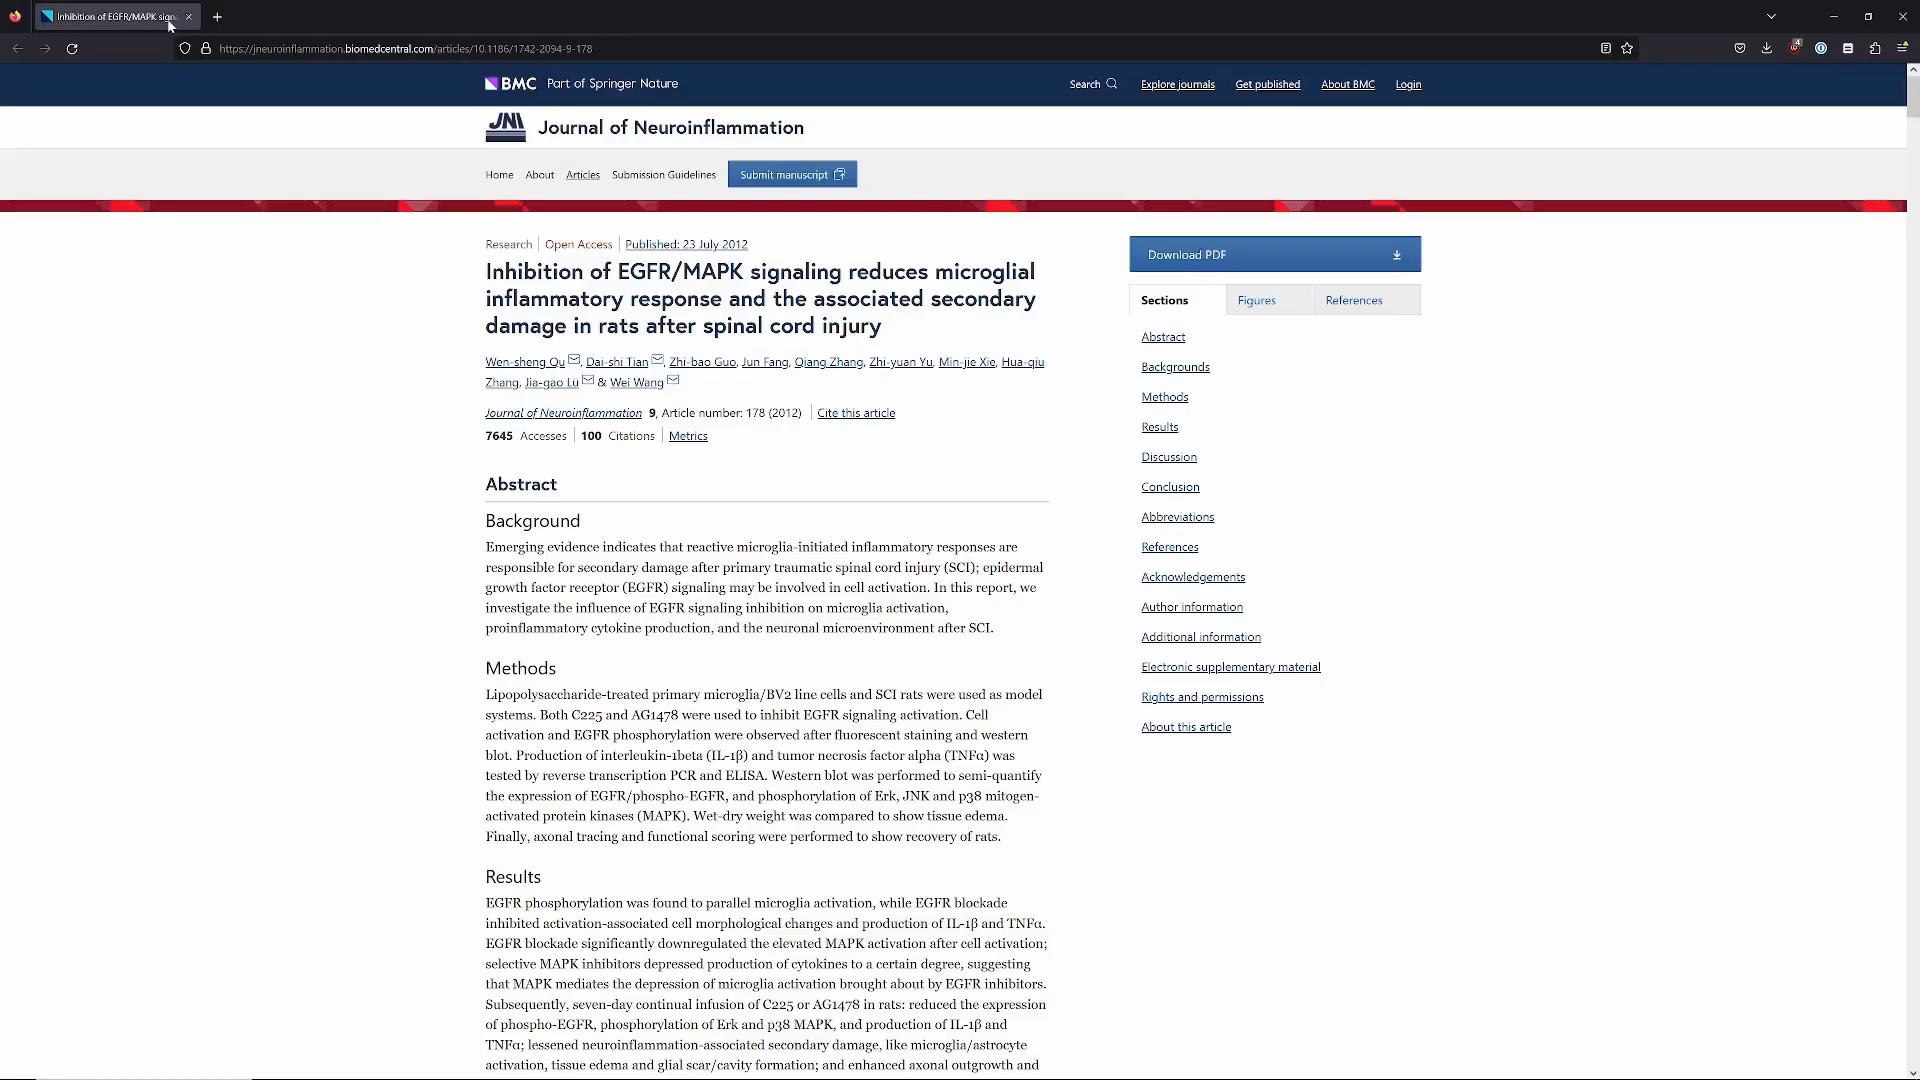 Inhibition of EGFR/MAPK sign
https://jneuroinflammation.biomedcentral.com/articles/10.1186/1742-2094-9-178
4
BMC Part of Springer Nature
Search
Explore journals
Get published
About BMC
Login
JNI Journal of Neuroinflammation
Home About Articles Submission Guidelines Submit manuscript
Research Open Access Published: 23 July 2012
Inhibition of EGFR/MAPK signaling reduces microglial
inflammatory response and the associated secondary
damage in rats after spinal cord injury
Wen-sheng Qu, Dai-shi Tian, Zhi-bao Guo, Jun Fang, Qiang Zhang, Zhi-yuan Yu, Min-jie Xie, Hua-qiu
Zhang, Jia-gao Lü & Wei Wang
Journal of Neuroinflammation 9, Article number: 178 (2012) Cite this article
7645 Accesses 100 Citations Metrics
Abstract
Background
Emerging evidence indicates that reactive microglia-initiated inflammatory responses are
responsible for secondary damage after primary traumatic spinal cord injury (SCI); epidermal
growth factor receptor (EGFR) signaling may be involved in cell activation. In this report, we
investigate the influence of EGFR signaling inhibition on microglia activation,
proinflammatory cytokine production, and the neuronal microenvironment after SCI.
Methods
Lipopolysaccharide-treated primary microglia/BV2 line cells and SCI rats were used as model
systems. Both C225 and AG1478 were used to inhibit EGFR signaling activation. Cell
activation and EGFR phosphorylation were observed after fluorescent staining and western
blot. Production of interleukin-1beta (IL-1β) and tumor necrosis factor alpha (TNFα) was
tested by reverse transcription PCR and ELISA. Western blot was performed to semi-quantify
the expression of EGFR/phospho-EGFR, and phosphorylation of Erk, JNK and p38 mitogen-
activated protein kinases (MAPK). Wet-dry weight was compared to show tissue edema.
Finally, axonal tracing and functional scoring were performed to show recovery of rats.
Results
EGFR phosphorylation was found to parallel microglia activation, while EGFR blockade
inhibited activation-associated cell morphological changes and production of IL-1β and TNFα.
EGFR blockade significantly downregulated the elevated MAPK activation after cell activation;
selective MAPK inhibitors depressed production of cytokines to a certain degree, suggesting
that MAPK mediates the depression of microglia activation brought about by EGFR inhibitors.
Subsequently, seven-day continual infusion of C225 or AG1478 in rats: reduced the expression
of phospho-EGFR, phosphorylation of Erk and p38 MAPK, and production of IL-1β and
TNFα; lessened neuroinflammation-associated secondary damage, like microglia/astrocyte
activation, tissue edema and glial scar/cavity formation; and enhanced axonal outgrowth and
Download PDF
Sections Figures References
Abstract
Backgrounds
Methods
Results
Discussion
Conclusion
Abbreviations
References
Acknowledgements
Author information
Additional information
Electronic supplementary material
Rights and permissions
About this article